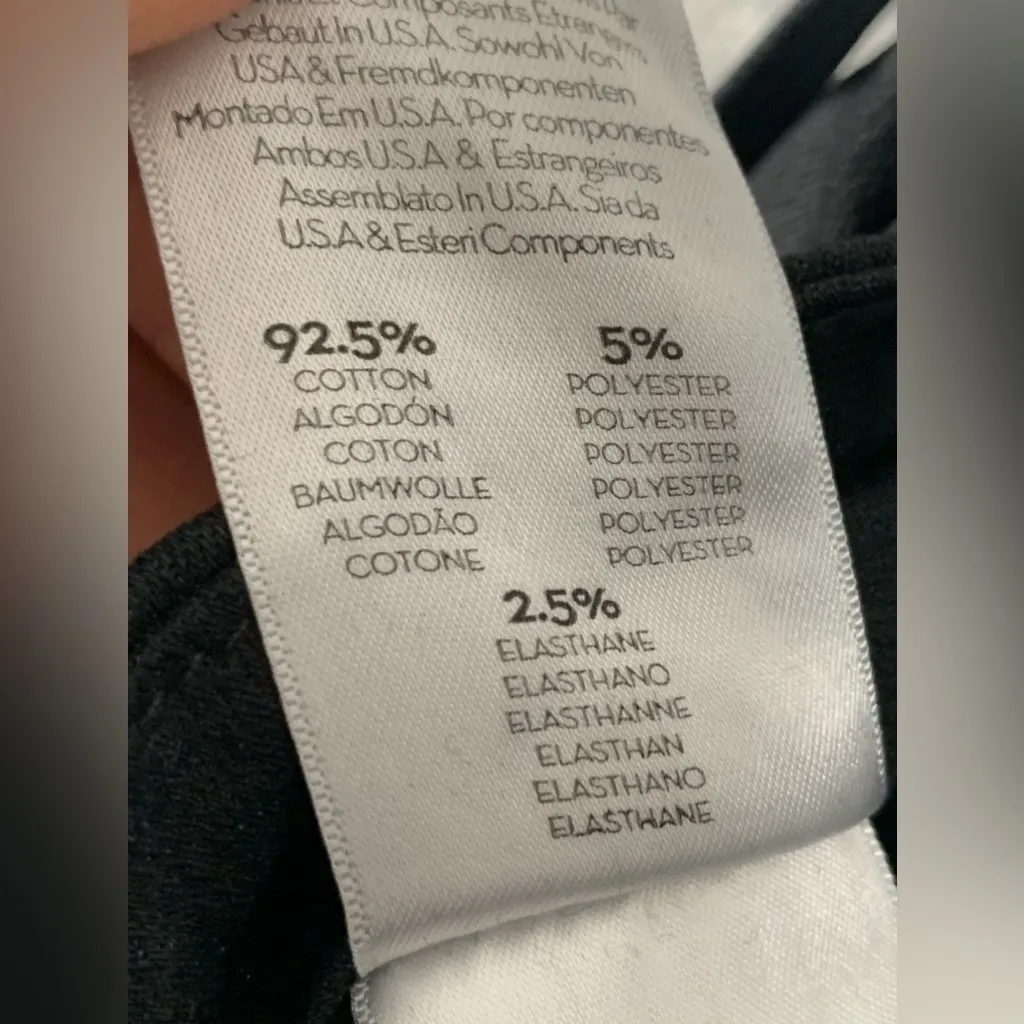 Composants Etrangers
Gebaut In U.S.A. Sowohl Von
USA & Fremdkomponenten
Montado Em U.S.A. Por componentes
Ambos U.S.A & Estrangeiros
Assemblato In U.S.A. Sia da
U.S.A & Esteri Components
92.5% 5%
COTTON POLYESTER
ALGODÓN POLYESTER
COTON POLYESTER
BAUMWOLLE POLYESTER
ALGODÃO POLYESTER
COTONE POLYESTER
2.5%
ELASTHANE
ELASTHANO
ELASTHANNE
ELASTHAN
ELASTHANO
ELASTHANE